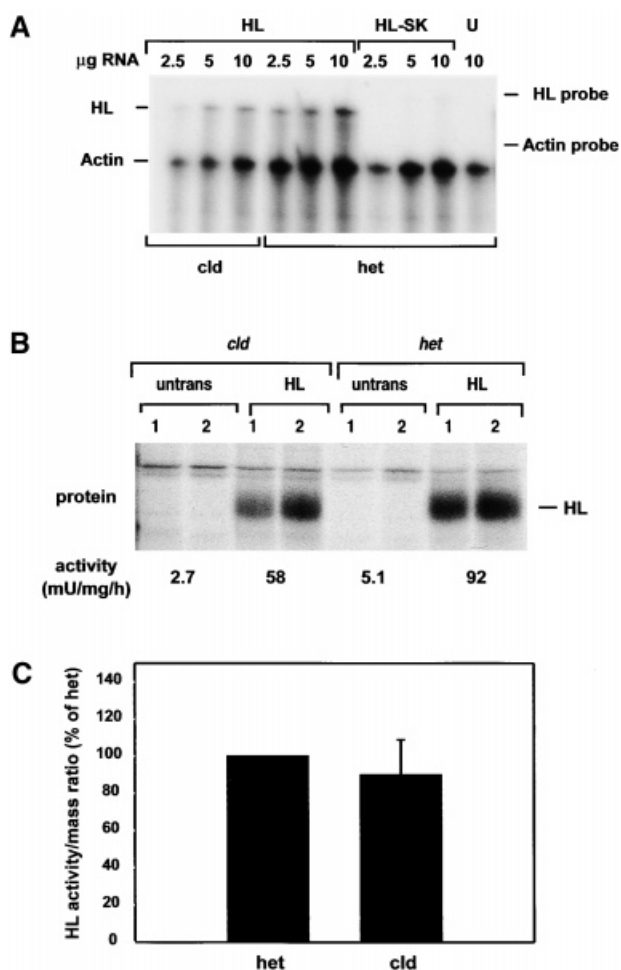 A
HL HL-SK U
µg RNA 2.5 5 10 2.5 5 10 2.5 5 10 10
HL HL probe
Actin Actin probe
cld het
B
cld het
untrans HL untrans HL
1 2 1 2 1 2 1 2
protein HL
activity
(mU/mg/h) 2.7 58 5.1 92
C
HL activity/mass ratio (% of het)
140
120
100
80
60
40
20
0
het cld